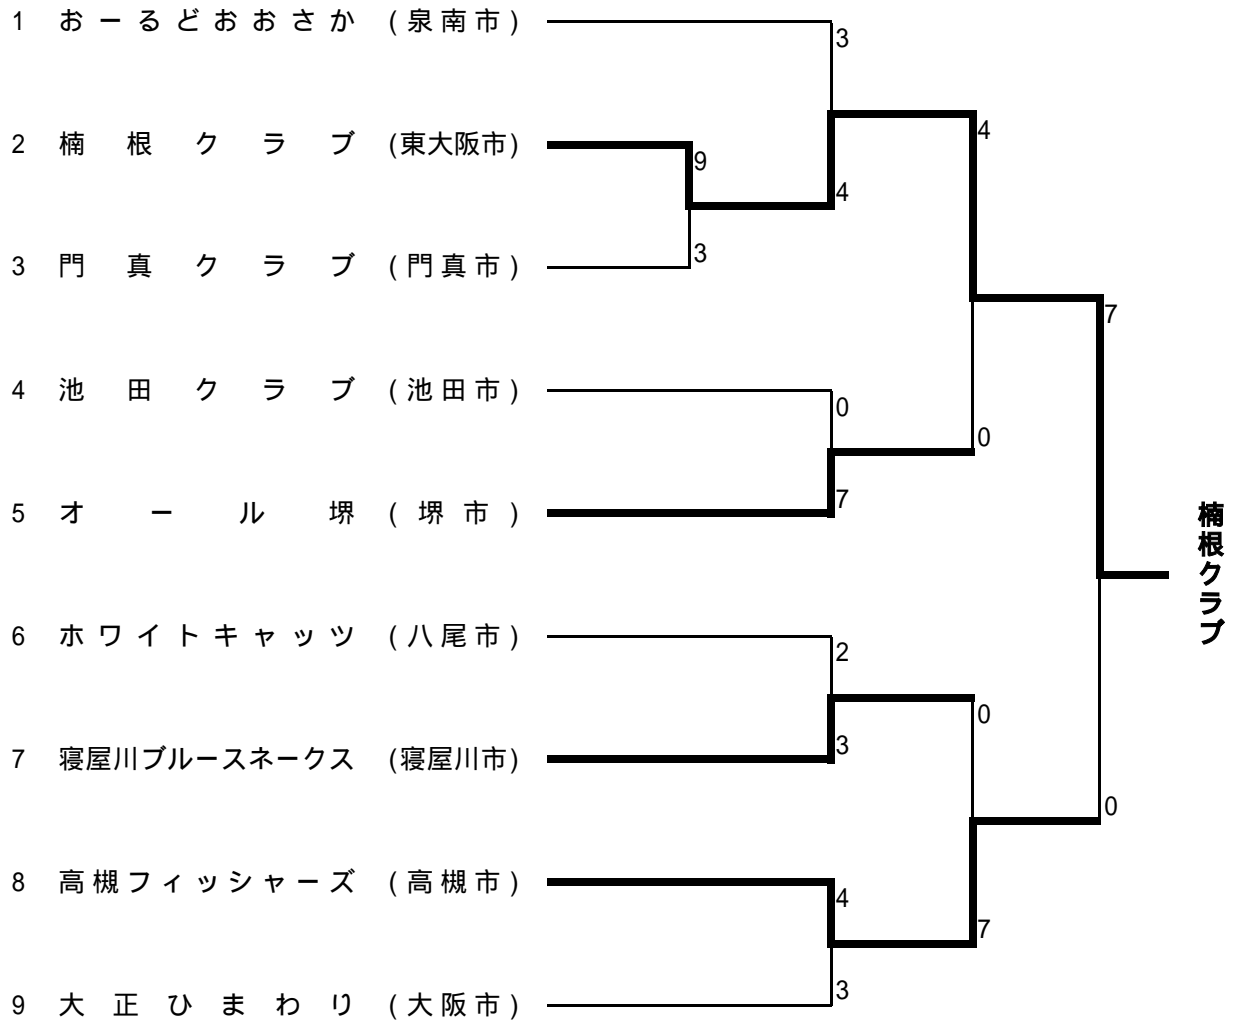 1 おーるどおおさか (泉南市)
3
2 楠根クラブ (東大阪市)
4
9
4
3 門真クラブ (門真市)
3
7
4 池田クラブ (池田市)
0
0
5 オール堺 (堺市)
7
楠根クラブ
6 ホワイトキャッツ (八尾市)
2
0
7 寝屋川ブルースネークス (寝屋川市)
3
0
8 高槻フィッシャーズ (高槻市)
4
7
9 大正ひまわり (大阪市)
3